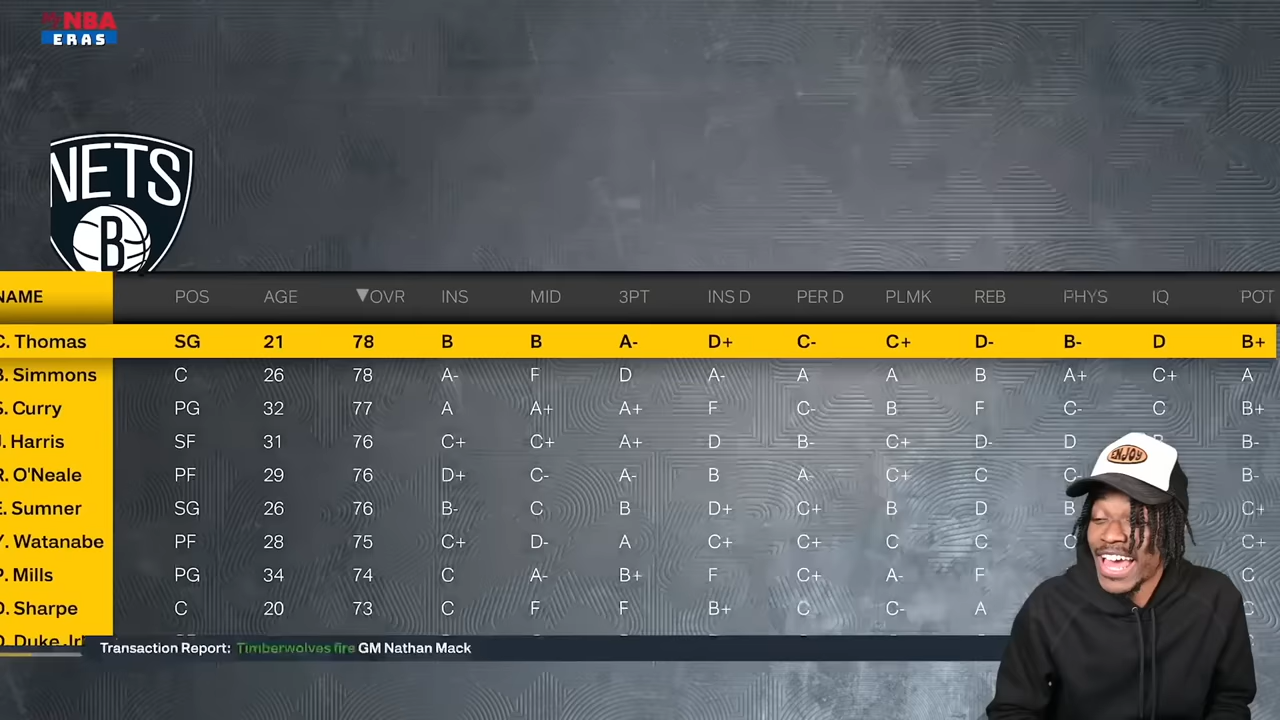 NBA
ERAS
NETS
B
NAME POS AGE ▼OVR INS MID 3PT INS D PER D PLMK REB PHYS IQ POT
C. Thomas SG 21 78 B B A- D+ C- C+ D- B- D B+
B. Simmons C 26 78 A- F D A- A A B A+ C+ A
S. Curry PG 32 77 A A+ A+ F C- B F C- C B+
J. Harris SF 31 76 C+ C+ A+ D B- C+ D- D B-
R. O'Neale PF 29 76 D+ C- A- B A- C+ C C- B-
E. Sumner SG 26 76 B- C B D+ C+ B D B C+
Y. Watanabe PF 28 75 C+ D- A C+ C+ C C C C+
P. Mills PG 34 74 C A- B+ F C+ A- F C
D. Sharpe C 20 73 C F F B+ C C- A C
D. Duke Jr
Transaction Report: Timberwolves fire GM Nathan Mack
ENJOY